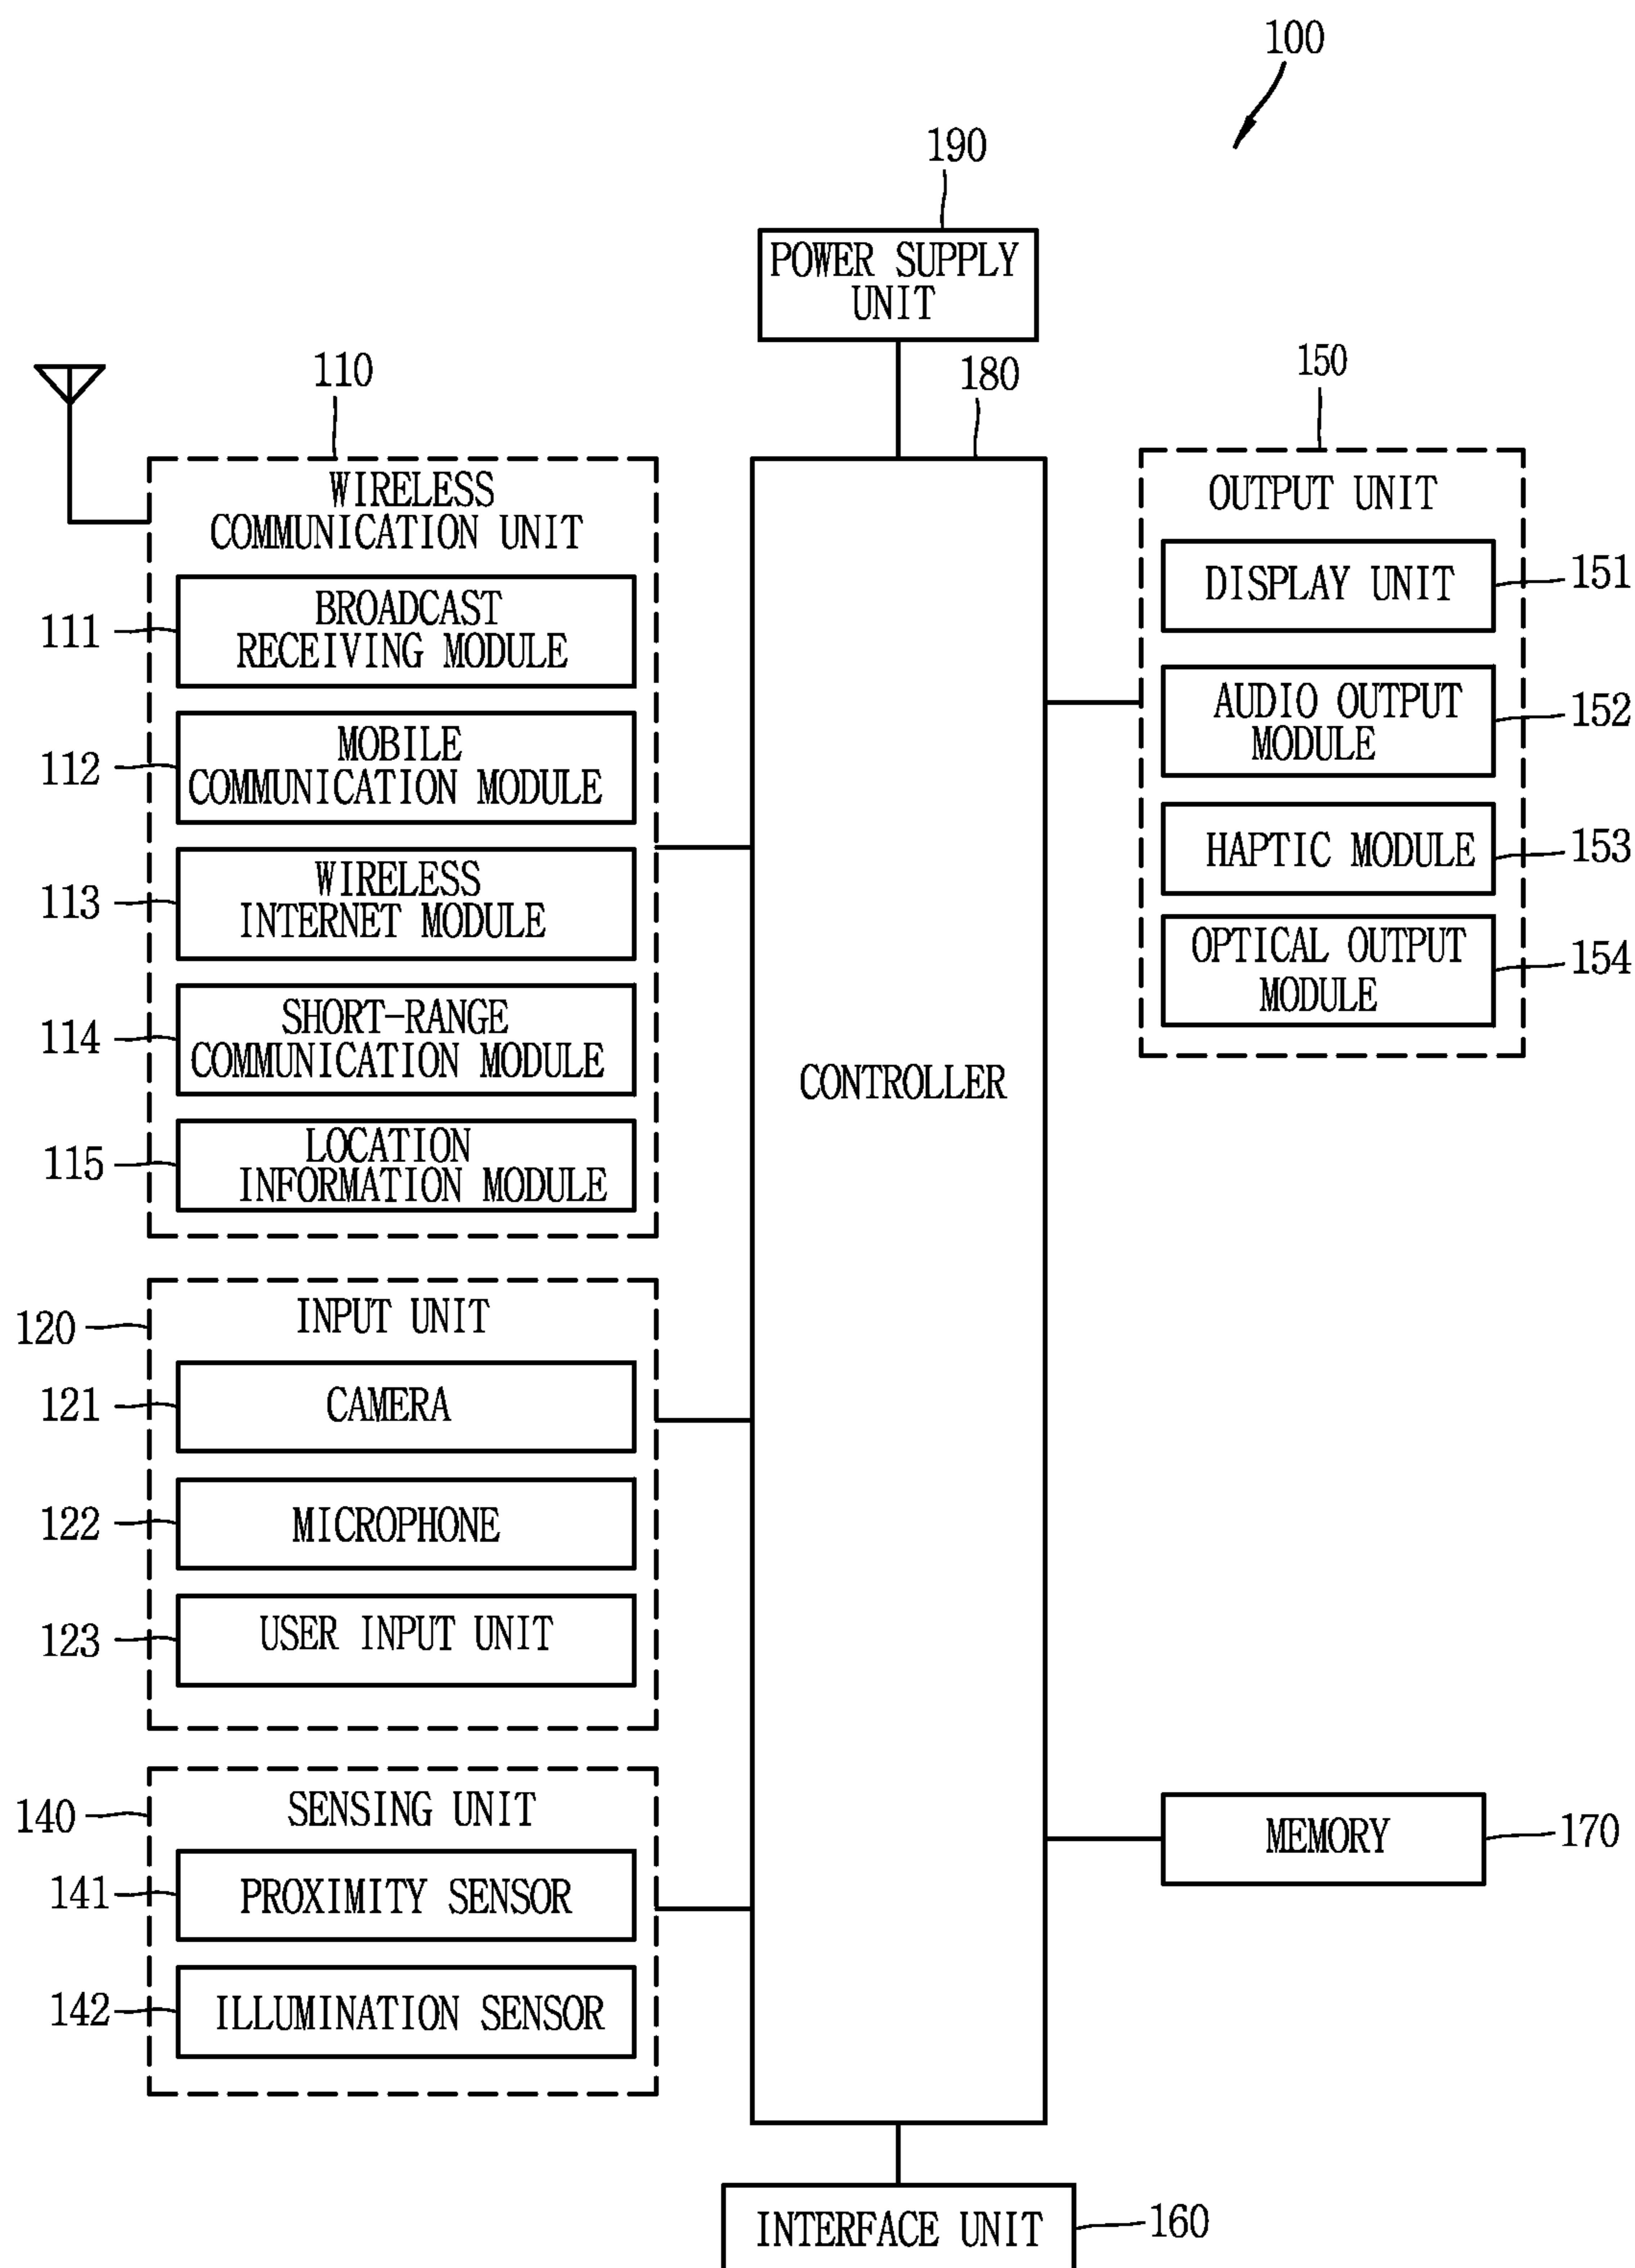 100
190
POWER SUPPLY
UNIT
110
180
150
WIRELESS
COMMUNICATION UNIT
111
BROADCAST
RECEIVING MODULE
112
MOBILE
COMMUNICATION MODULE
113
WIRELESS
INTERNET MODULE
114
SHORT-RANGE
COMMUNICATION MODULE
115
LOCATION
INFORMATION MODULE
120
INPUT UNIT
121
CAMERA
122
MICROPHONE
123
USER INPUT UNIT
140
SENSING UNIT
141
PROXIMITY SENSOR
142
ILLUMINATION SENSOR
CONTROLLER
OUTPUT UNIT
DISPLAY UNIT
151
AUDIO OUTPUT
MODULE
152
HAPTIC MODULE
153
OPTICAL OUTPUT
MODULE
154
MEMORY
170
INTERFACE UNIT
160